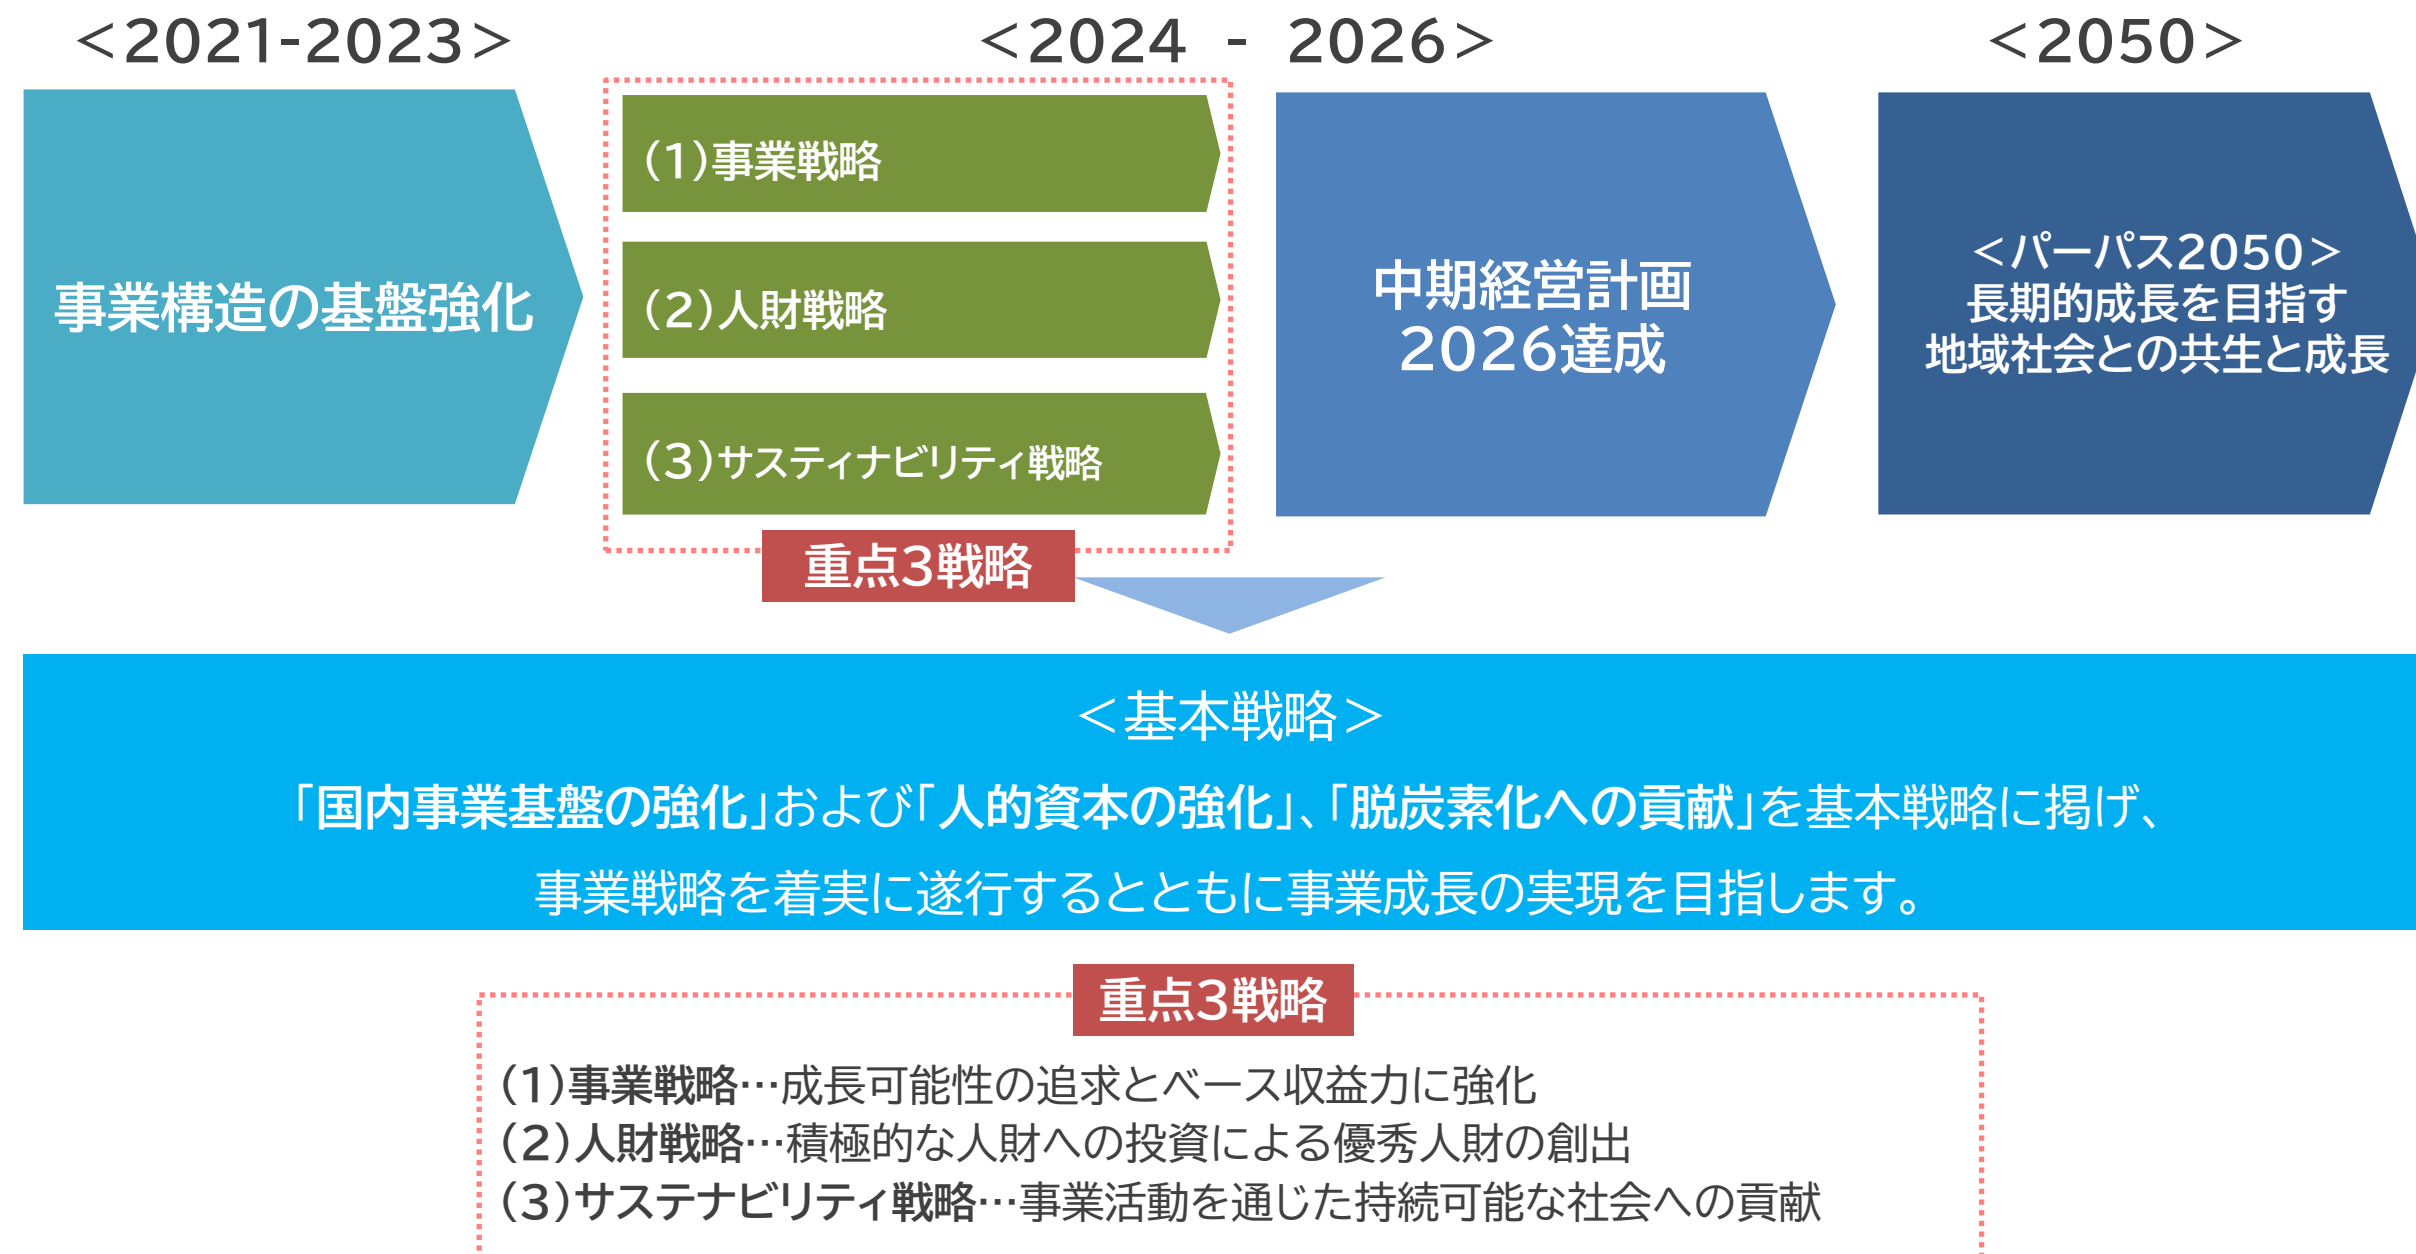 <2021-2023>
<2024 - 2026>
<2050>
事業構造の基盤強化
(1)事業戦略
(2)人財戦略
(3)サスティナビリティ戦略
重点3戦略
中期経営計画
2026達成
<パーパス2050>
長期的成長を目指す
地域社会との共生と成長
<基本戦略>
「国内事業基盤の強化」および「人的資本の強化」、「脱炭素化への貢献」を基本戦略に掲げ、
事業戦略を着実に遂行するとともに事業成長の実現を目指します。
重点3戦略
(1)事業戦略…成長可能性の追求とベース収益力に強化
(2)人財戦略…積極的な人財への投資による優秀人財の創出
(3)サステナビリティ戦略…事業活動を通じた持続可能な社会への貢献